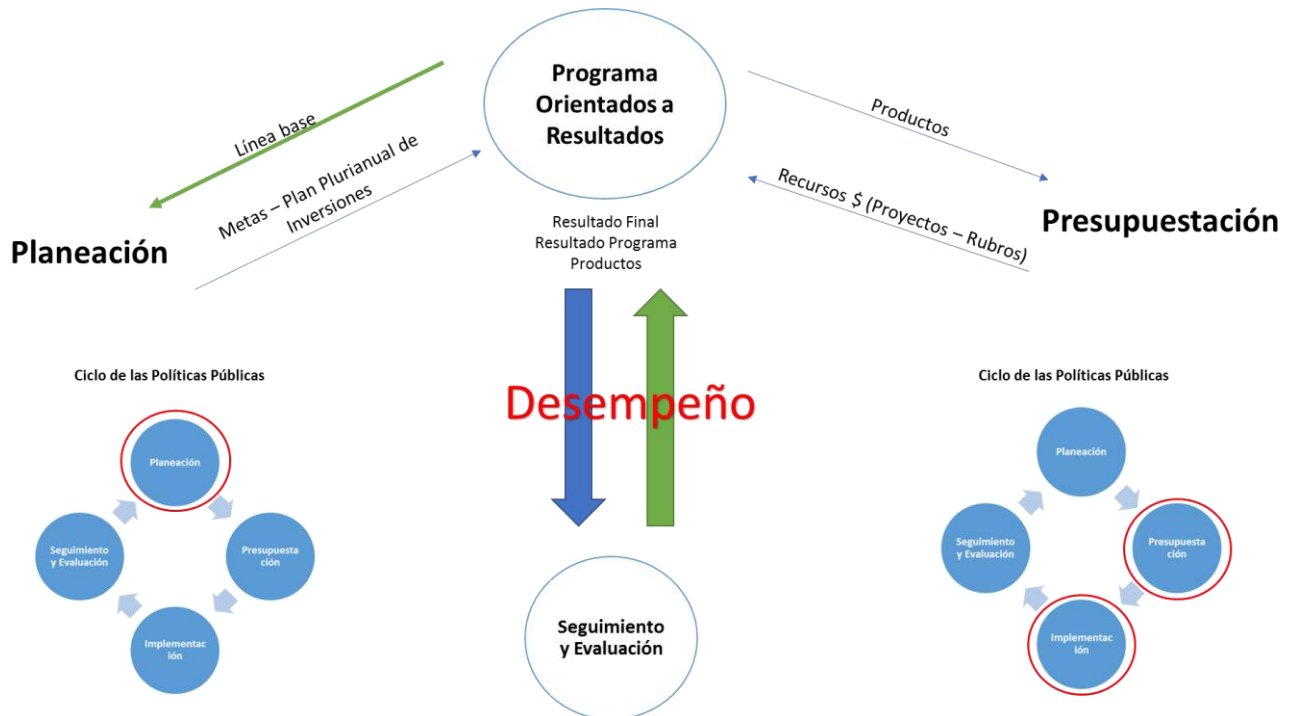 Programa
Orientados a
Resultados
Línea base
Metas – Plan Plurianual de
Inversiones
Productos
Recursos $ (Proyectos – Rubros)
Planeación
Presupuestación
Resultado Final
Resultado Programa
Productos
Desempeño
Ciclo de las Políticas Públicas
Planeación
Presupuesta
ción
Implementac
ión
Seguimiento
y Evaluación
Seguimiento
y Evaluación
Ciclo de las Políticas Públicas
Planeación
Presupuesta
ción
Implementac
ión
Seguimiento
y Evaluación